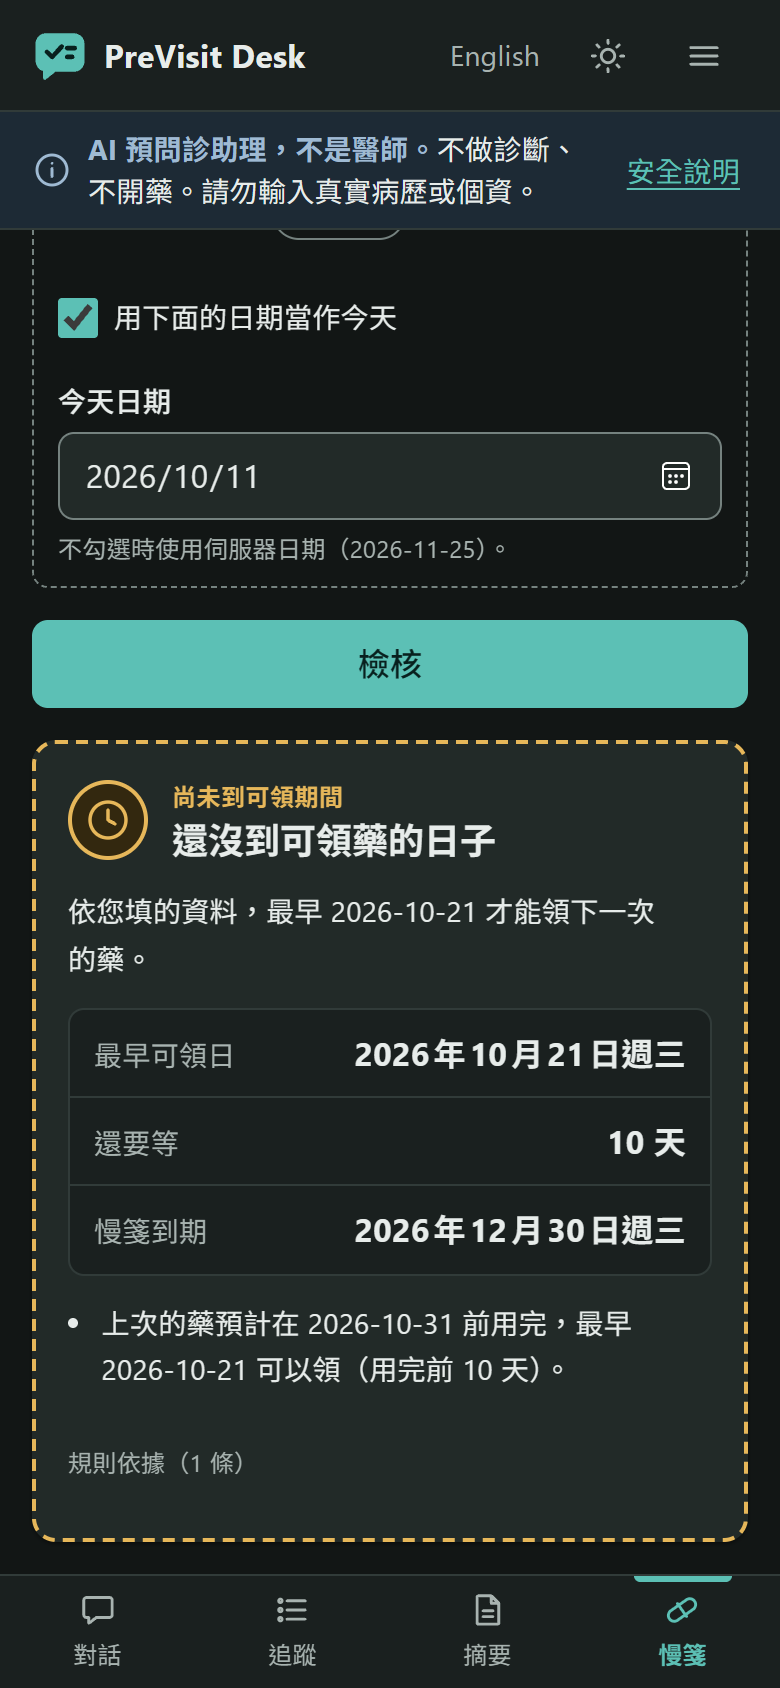 PreVisit Desk
English
AI 預問診助理，不是醫師。不做診斷、
不開藥。請勿輸入真實病歷或個資。
安全說明
用下面的日期當作今天
今天日期
2026/10/11
不勾選時使用伺服器日期（2026-11-25）。
檢核
尚未到可領期間
還沒到可領藥的日子
依您填的資料，最早 2026-10-21 才能領下一次
的藥。
最早可領日 2026年10月21日週三
還要等 10 天
慢箋到期 2026年12月30日週三
上次的藥預計在 2026-10-31 前用完，最早
2026-10-21 可以領（用完前 10 天）。
規則依據（1 條）
對話 追蹤 摘要 慢箋